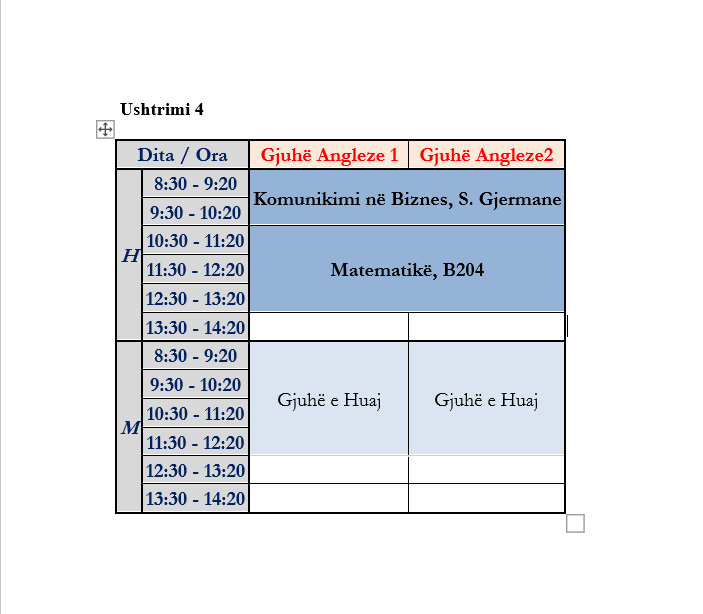 Ushtrimi 4
Dita / Ora Gjuhë Angleze 1 Gjuhë Angleze2
H
8:30 - 9:20
9:30 - 10:20
Komunikimi në Biznes, S. Gjermane
10:30 - 11:20
11:30 - 12:20
12:30 - 13:20
Matematikë, B204
13:30 - 14:20
M
8:30 - 9:20
9:30 - 10:20
10:30 - 11:20
11:30 - 12:20
Gjuhë e Huaj Gjuhë e Huaj
12:30 - 13:20
13:30 - 14:20